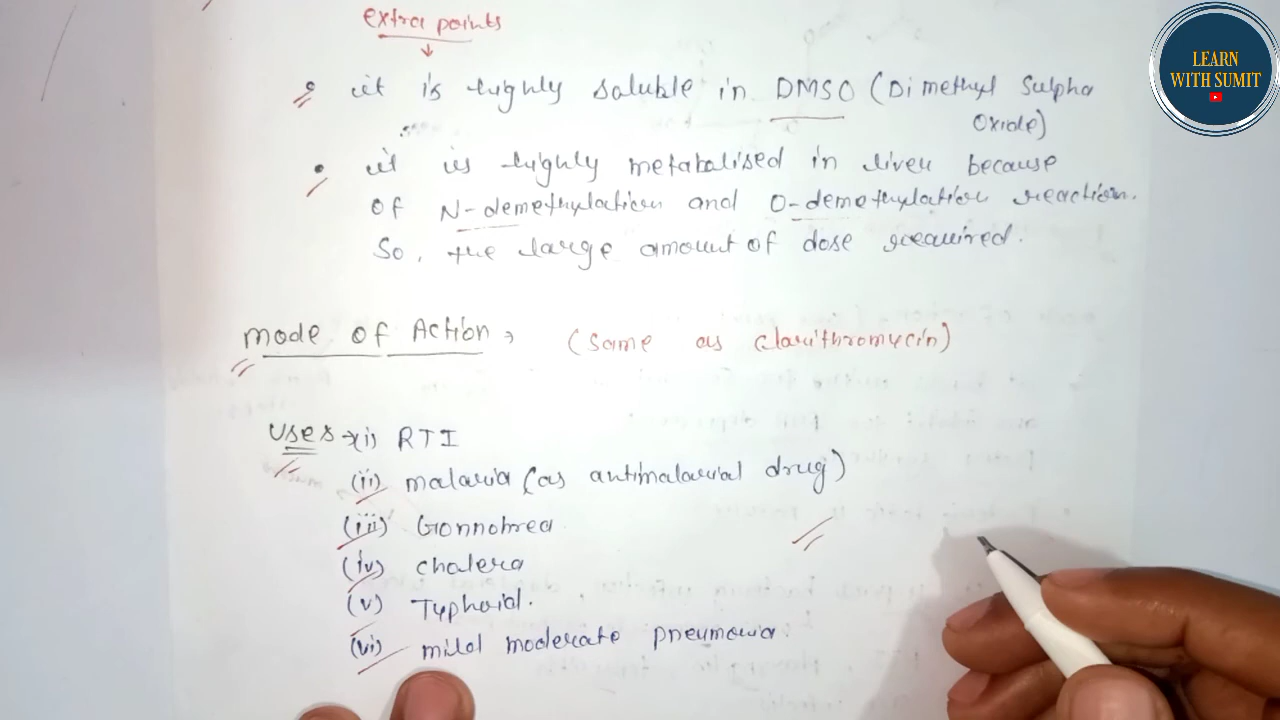 extra points
LEARN
WITH SUMIT
it is highly soluble in DMSO (Dimethyl Sulpha
Oxide)
it is highly metabolised in liver because
of N-demethylation and O-demethylation reaction.
So, the large amount of dose reequired.
Mode of Action, (Same as clarithromycin)
Uses → (i) RTI
(ii) malaria (as antimalarial drug)
(iii) Gonnohrea
(iv) chalera
(v) Typhoid.
(vi) mild moderate pneumonia.